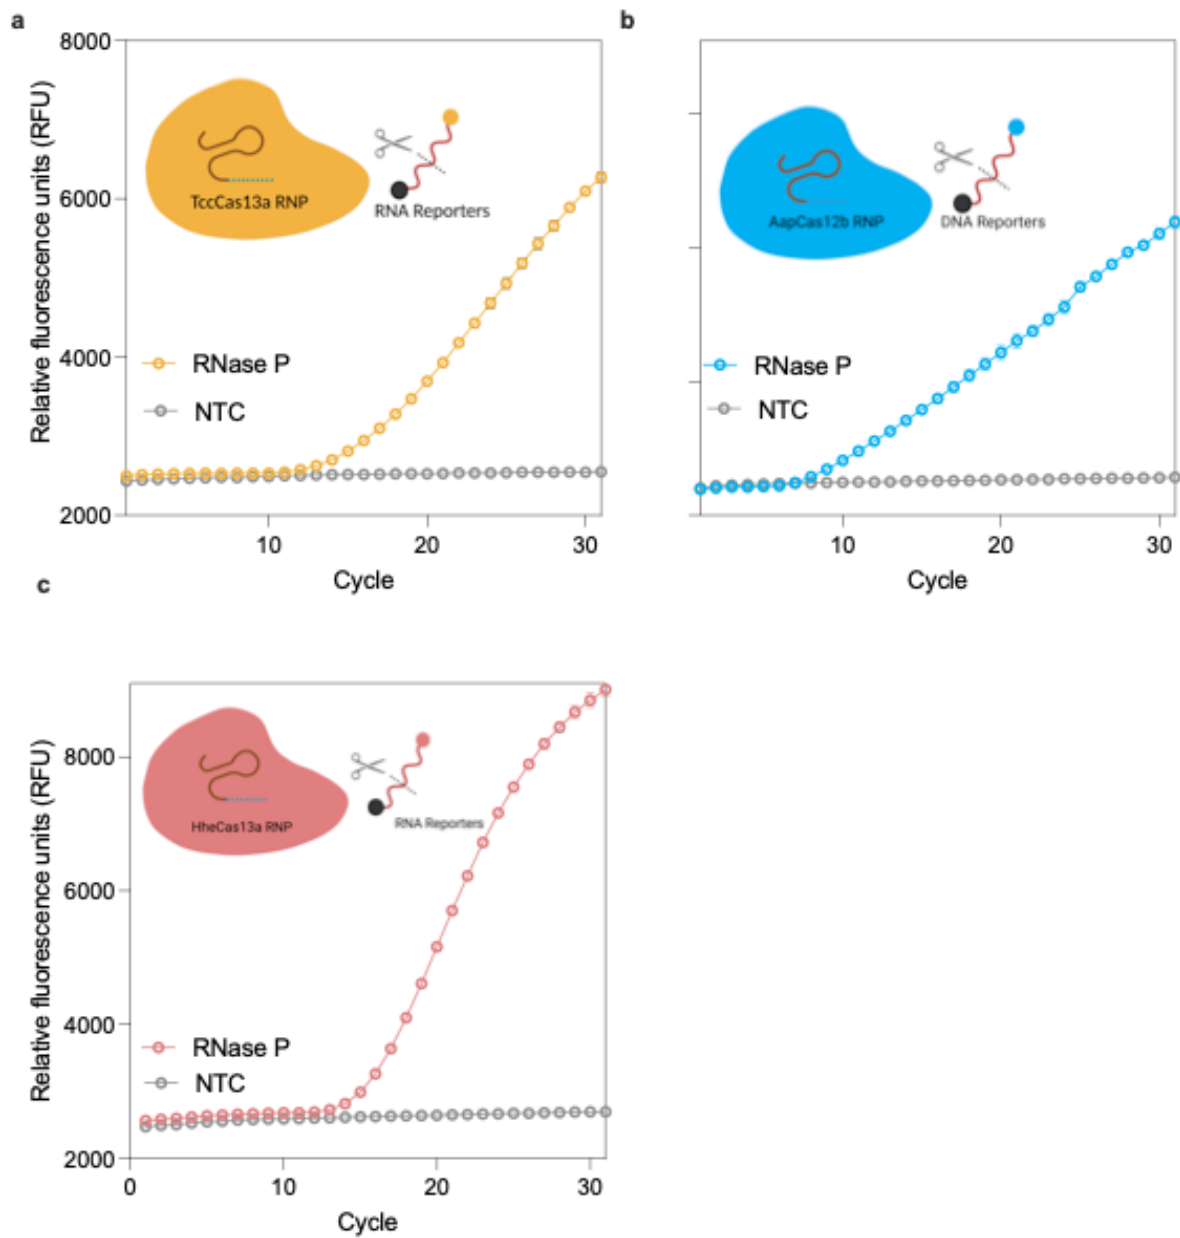 a
8000
6000
4000
2000
Relative fluorescence units (RFU)
TccCas13a RNP
RNA Reporters
RNase P
NTC
10 20 30
Cycle
b
AapCas12b RNP
DNA Reporters
RNase P
NTC
10 20 30
Cycle
c
8000
6000
4000
2000
Relative fluorescence units (RFU)
HheCas13a RNP
RNA Reporters
RNase P
NTC
0 10 20 30
Cycle